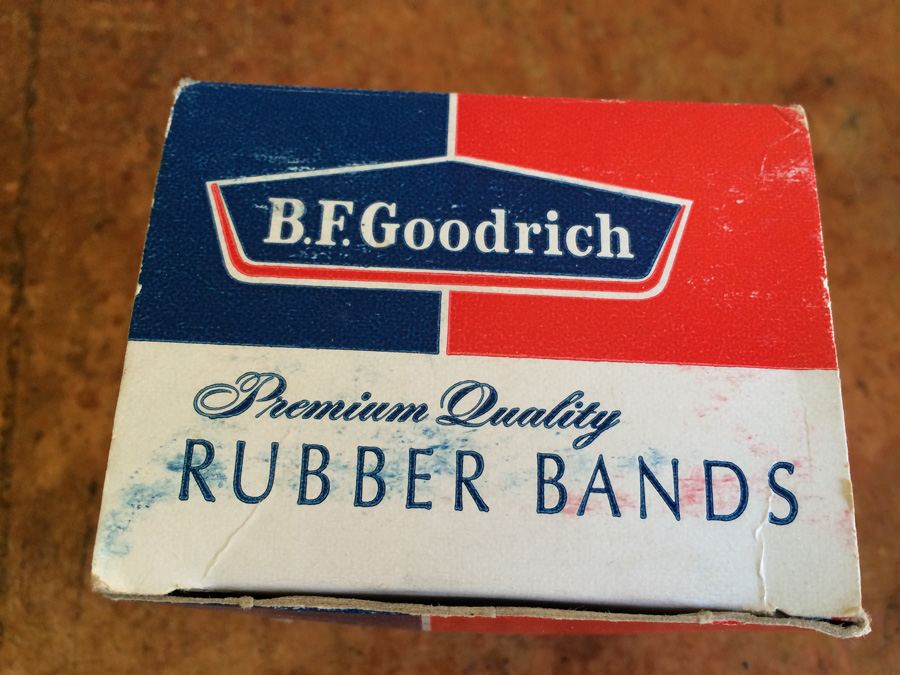 B.F.Goodrich
Premium Quality
RUBBER BANDS